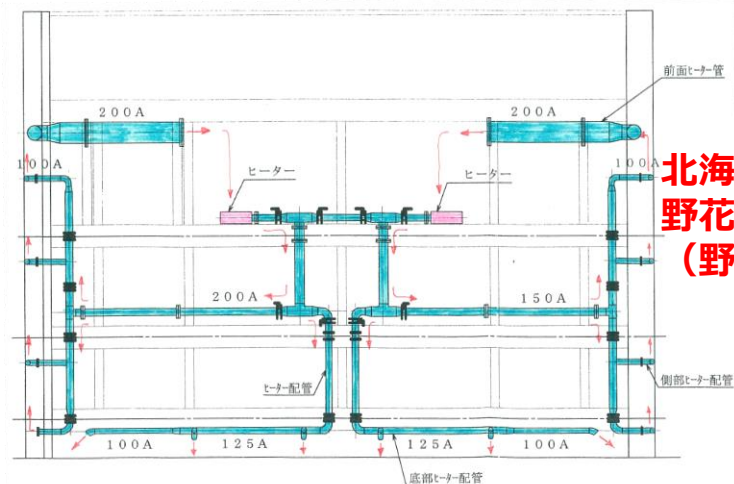 前面ヒーター管
200A
200A
100A
100A
北海
野花
（野
ヒーター
ヒーター
200A
150A
ヒーター配管
側部ヒーター配管
100A
125A
125A
100A
底部ヒーター配管